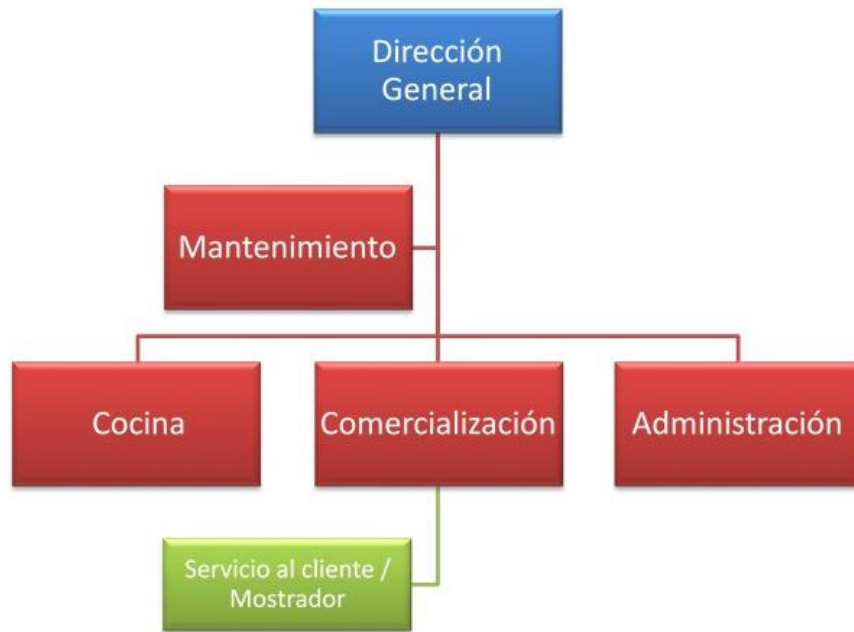 Dirección
General
Mantenimiento
Cocina
Comercialización
Administración
Servicio al cliente /
Mostrador